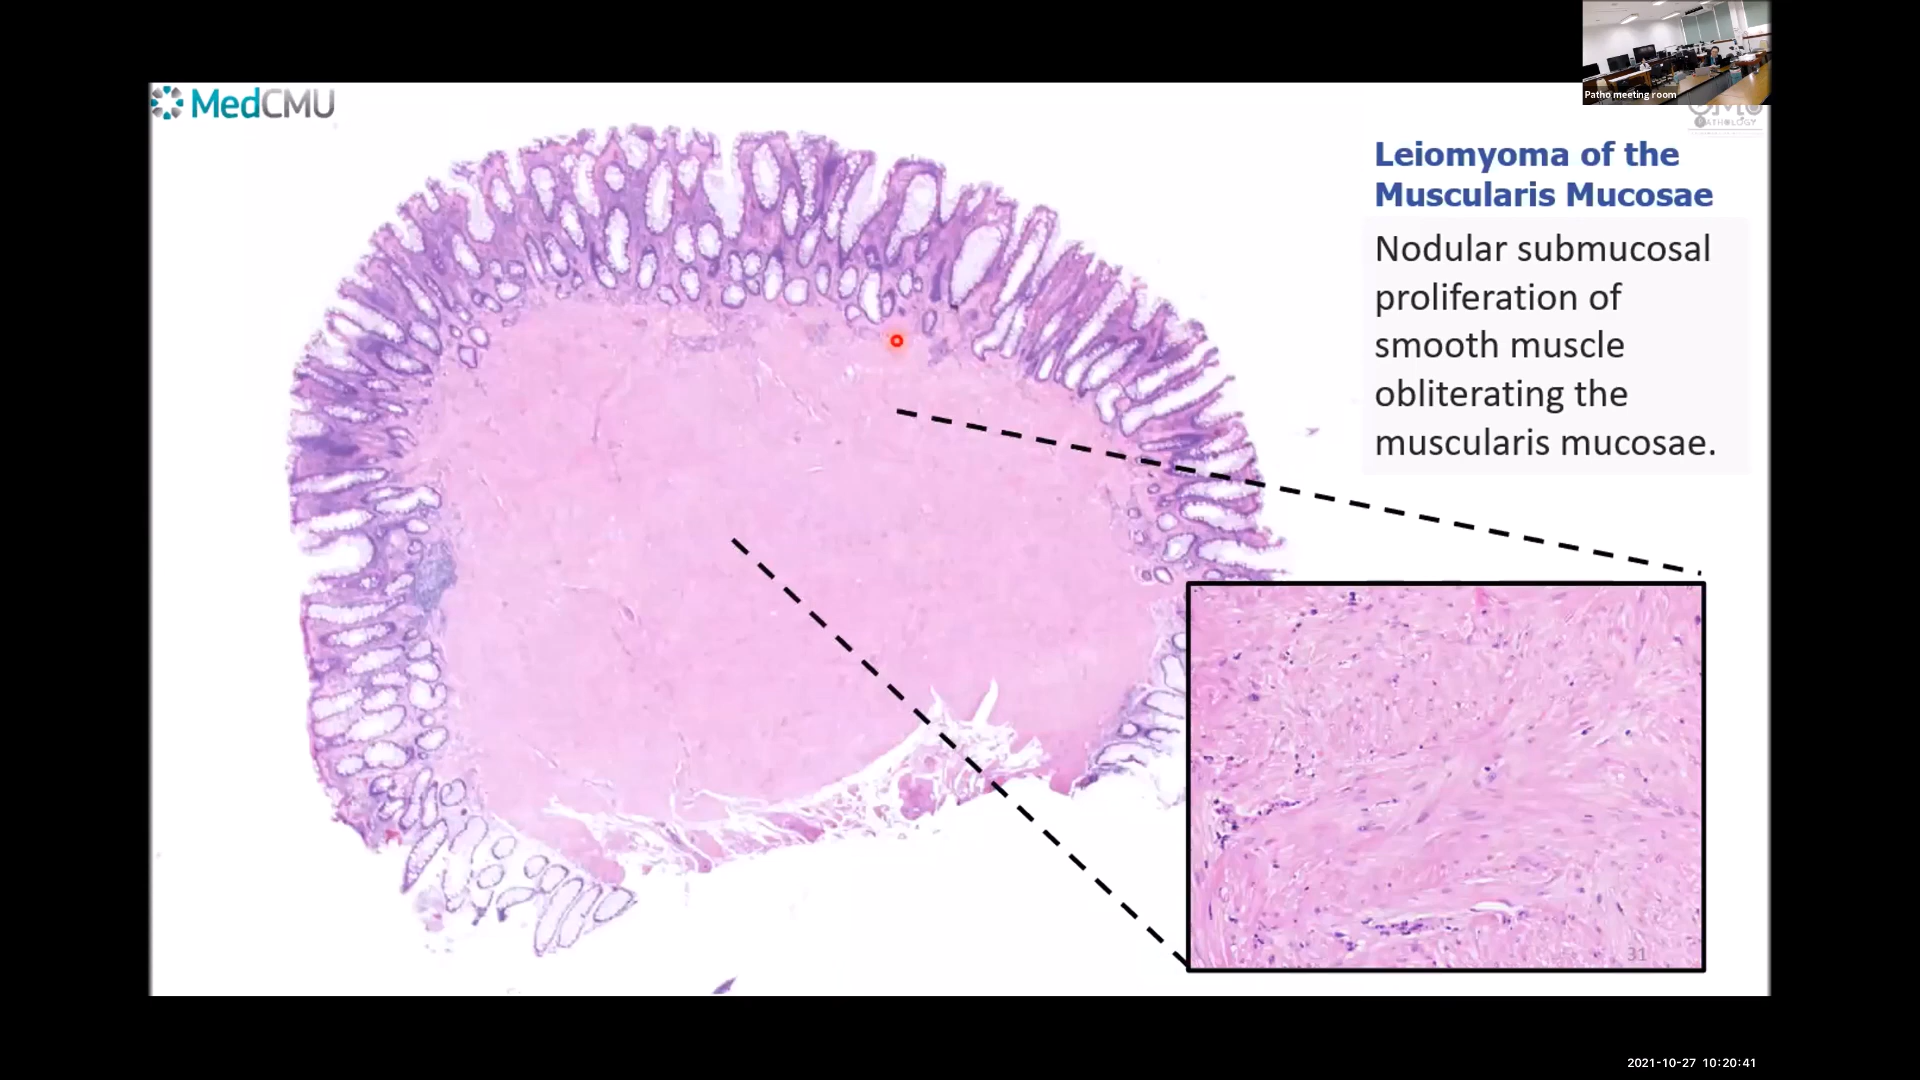 MedCMU
Patho meeting room
PATHOLOGY
Leiomyoma of the
Muscularis Mucosae
Nodular submucosal
proliferation of
smooth muscle
obliterating the
muscularis mucosae.
31
2021-10-27 10:20:41